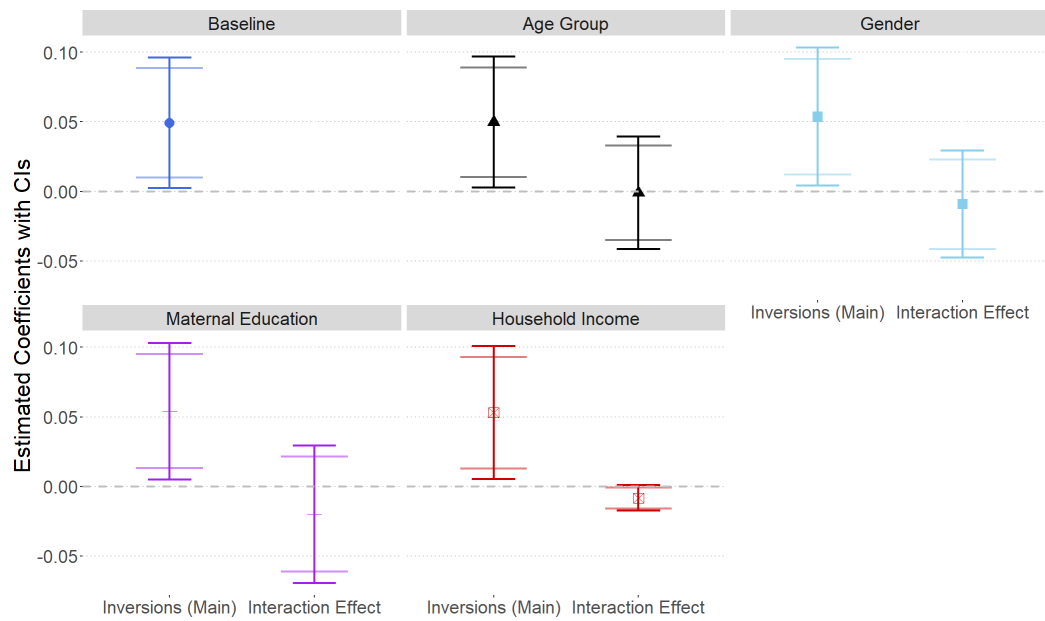 Baseline
Age Group
Gender
0.10
0.05
0.00
-0.05
Inversions (Main) Interaction Effect
Maternal Education
Household Income
0.10
0.05
0.00
-0.05
Inversions (Main) Interaction Effect
Inversions (Main) Interaction Effect
Estimated Coefficients with CIs